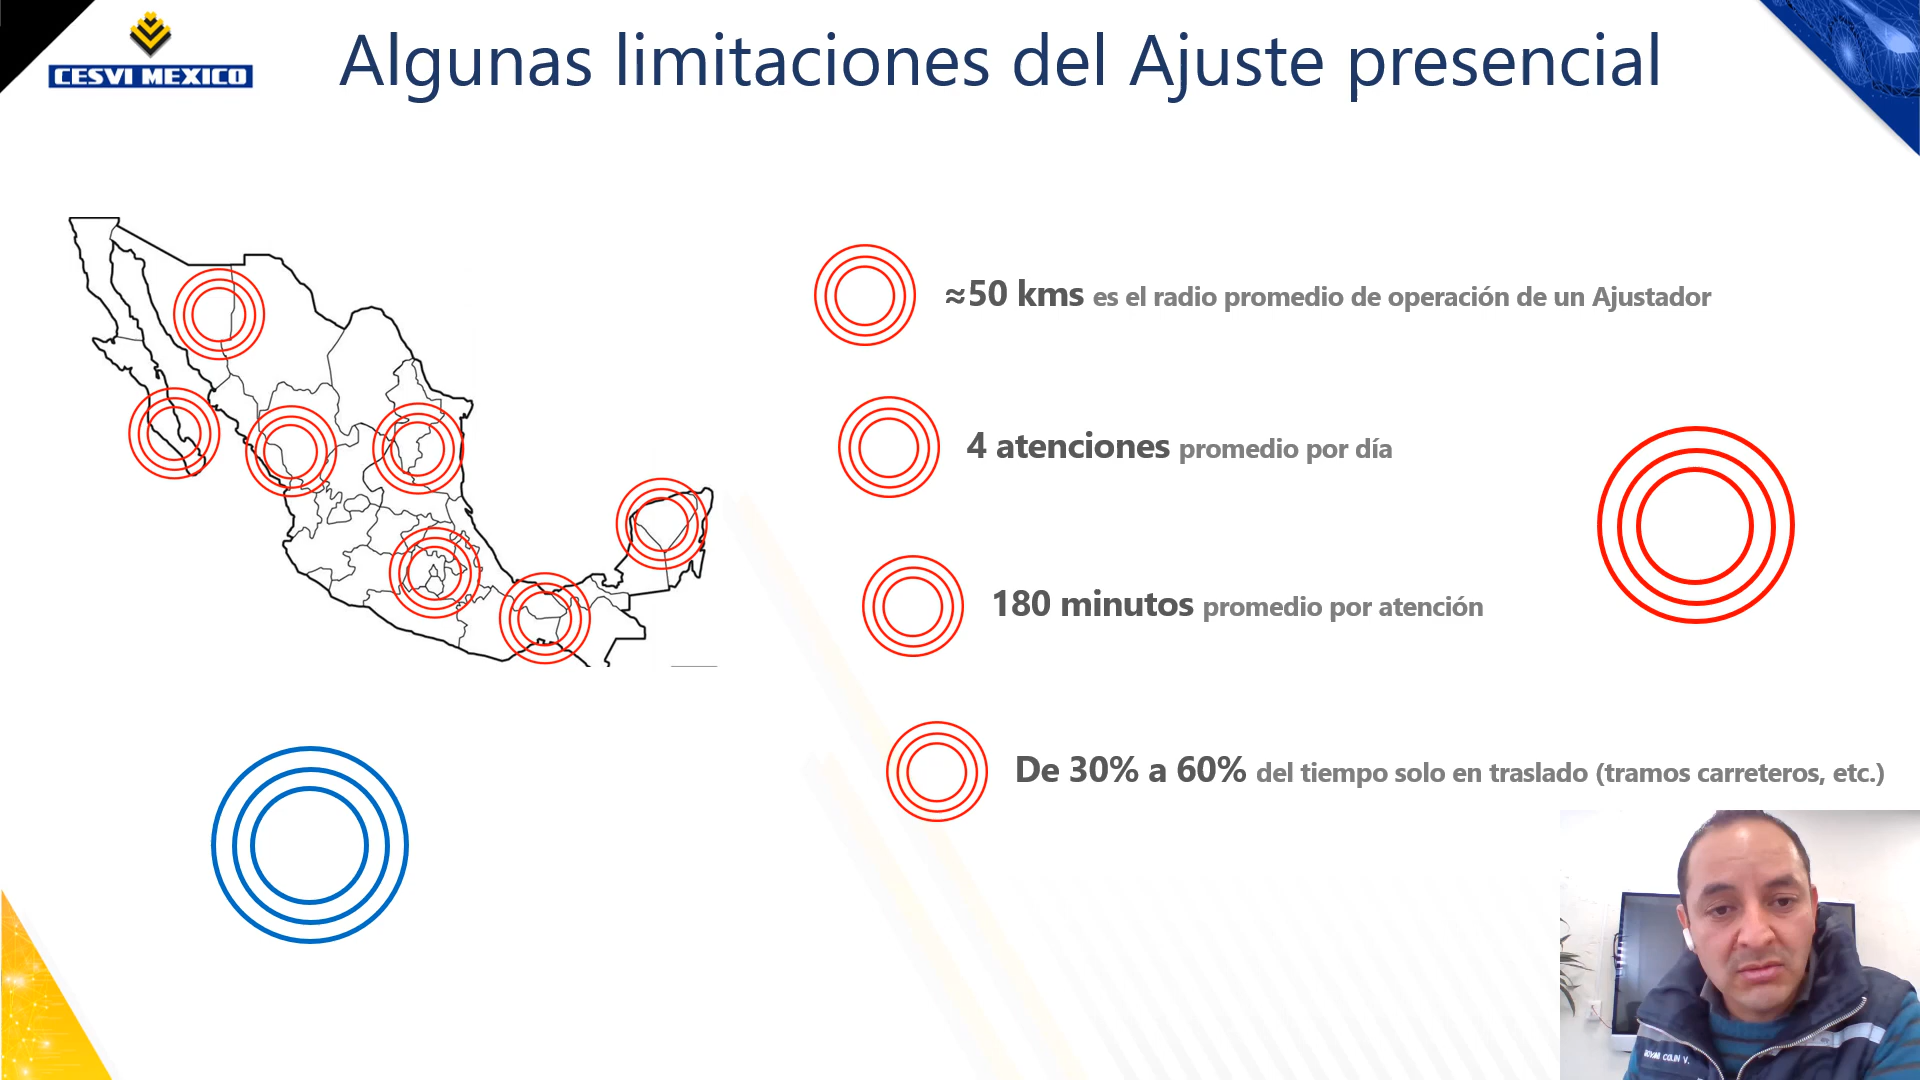 CESVI MEXICO
Algunas limitaciones del Ajuste presencial
≈50 kms es el radio promedio de operación de un Ajustador
4 atenciones promedio por día
180 minutos promedio por atención
De 30% a 60% del tiempo solo en traslado (tramos carreteros, etc.)
COLIN V.